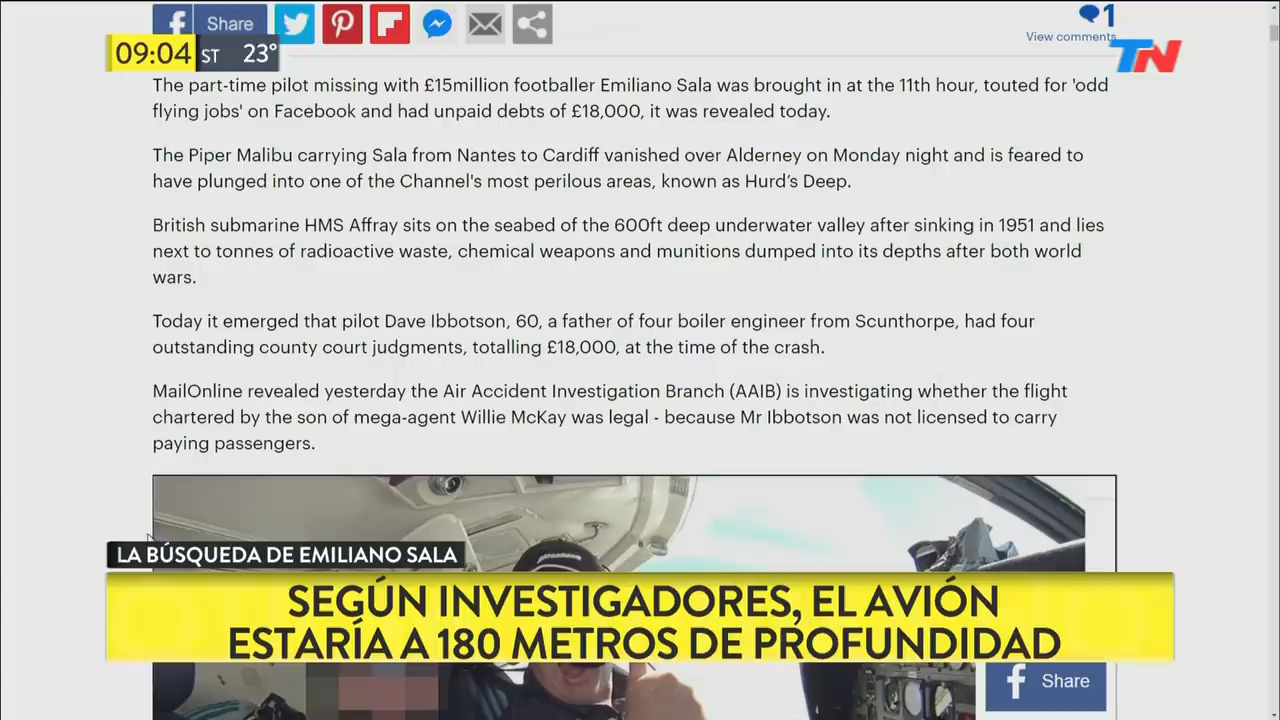 Share
1
View comments
09:04
ST 23°
TN
The part-time pilot missing with £15million footballer Emiliano Sala was brought in at the 11th hour, touted for 'odd
flying jobs' on Facebook and had unpaid debts of £18,000, it was revealed today.
The Piper Malibu carrying Sala from Nantes to Cardiff vanished over Alderney on Monday night and is feared to
have plunged into one of the Channel's most perilous areas, known as Hurd's Deep.
British submarine HMS Affray sits on the seabed of the 600ft deep underwater valley after sinking in 1951 and lies
next to tonnes of radioactive waste, chemical weapons and munitions dumped into its depths after both world
wars.
Today it emerged that pilot Dave Ibbotson, 60, a father of four boiler engineer from Scunthorpe, had four
outstanding county court judgments, totalling £18,000, at the time of the crash.
MailOnline revealed yesterday the Air Accident Investigation Branch (AAIB) is investigating whether the flight
chartered by the son of mega-agent Willie McKay was legal - because Mr Ibbotson was not licensed to carry
paying passengers.
LA BÚSQUEDA DE EMILIANO SALA
SEGÚN INVESTIGADORES, EL AVIÓN
ESTARÍA A 180 METROS DE PROFUNDIDAD
Share